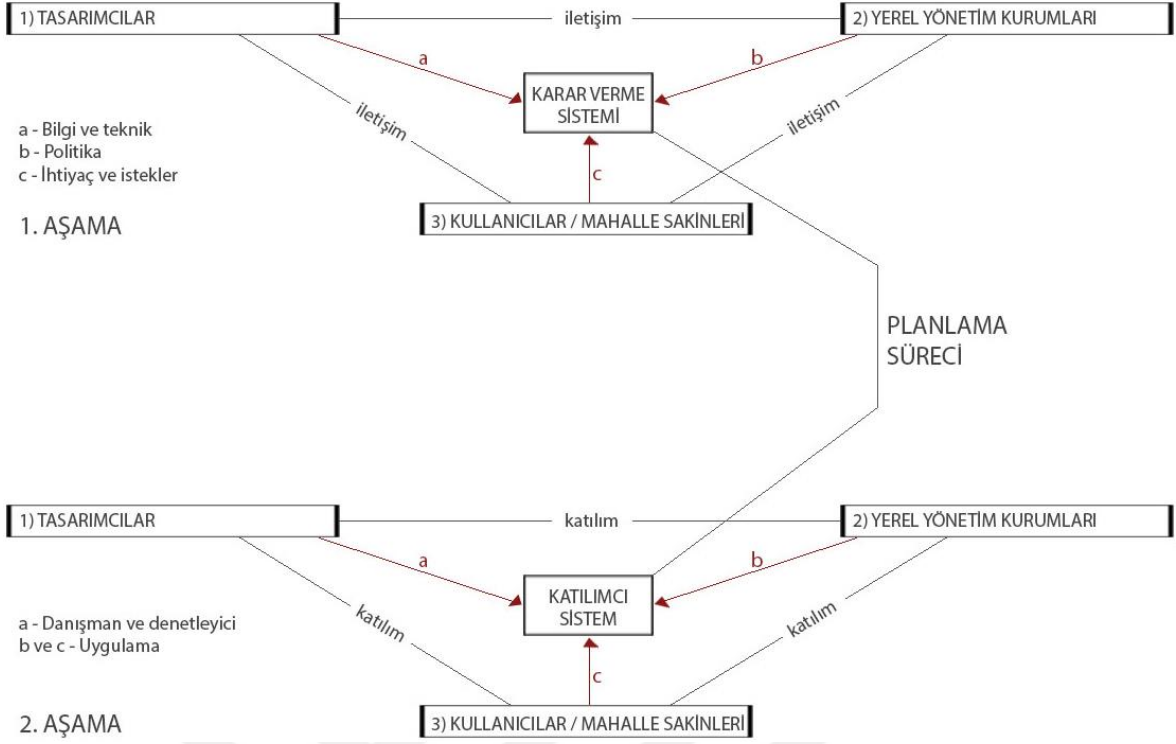 1) TASARIMCILAR
iletişim
2) YEREL YÖNETİM KURUMLARI
a
b
KARAR VERME
SİSTEMİ
iletişim
iletişim
a - Bilgi ve teknik
b - Politika
c - İhtiyaç ve istekler
c
1. AŞAMA
3) KULLANICILAR / MAHALLE SAKİNLERİ
PLANLAMA
SÜRECİ
1) TASARIMCILAR
katılım
2) YEREL YÖNETİM KURUMLARI
a
b
KATILIMCI
SİSTEM
katılım
katılım
a - Danışman ve denetleyici
b ve c - Uygulama
c
2. AŞAMA
3) KULLANICILAR / MAHALLE SAKİNLERİ